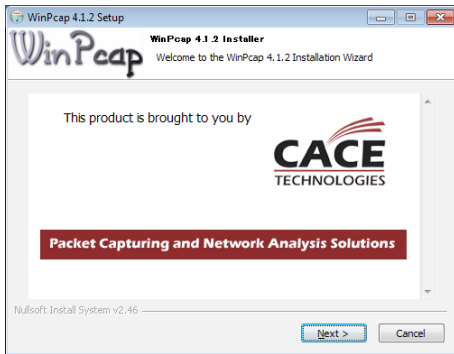 WinPcap 4.1.2 Setup
WinPcap
WinPcap 4.1.2 Installer
Welcome to the WinPcap 4.1.2 Installation Wizard
This product is brought to you by
CACE
TECHNOLOGIES
Packet Capturing and Network Analysis Solutions
Nullsoft Install System v2.46
Next >
Cancel